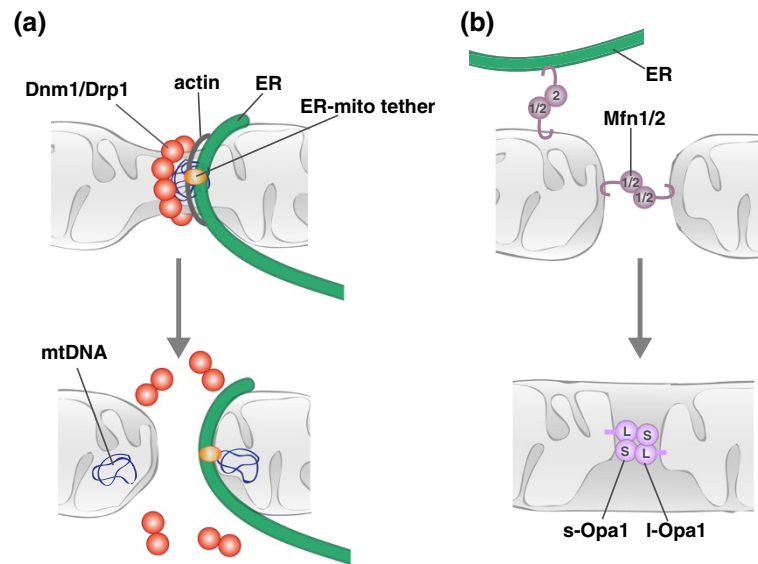 (a)
Dnm1/Drp1
actin
ER
ER-mito tether
mtDNA
(b)
ER
2
1/2
Mfn1/2
1/2
1/2
L
S
S
L
s-Opa1
l-Opa1